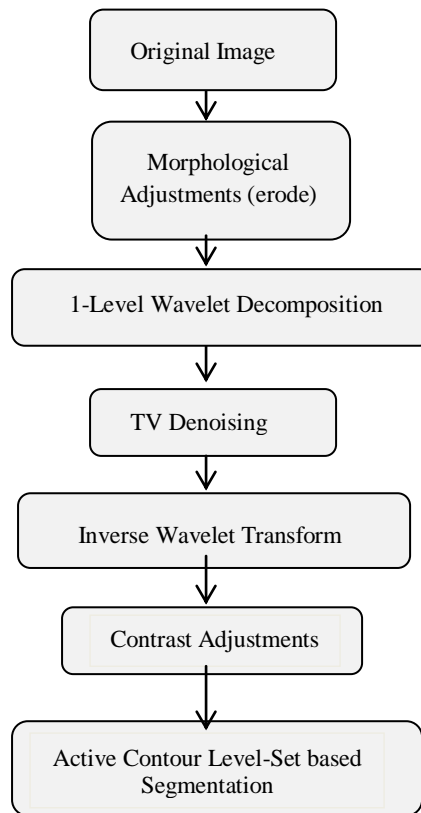 Original Image
Morphological
Adjustments (erode)
1-Level Wavelet Decomposition
TV Denoising
Inverse Wavelet Transform
Contrast Adjustments
Active Contour Level-Set based
Segmentation